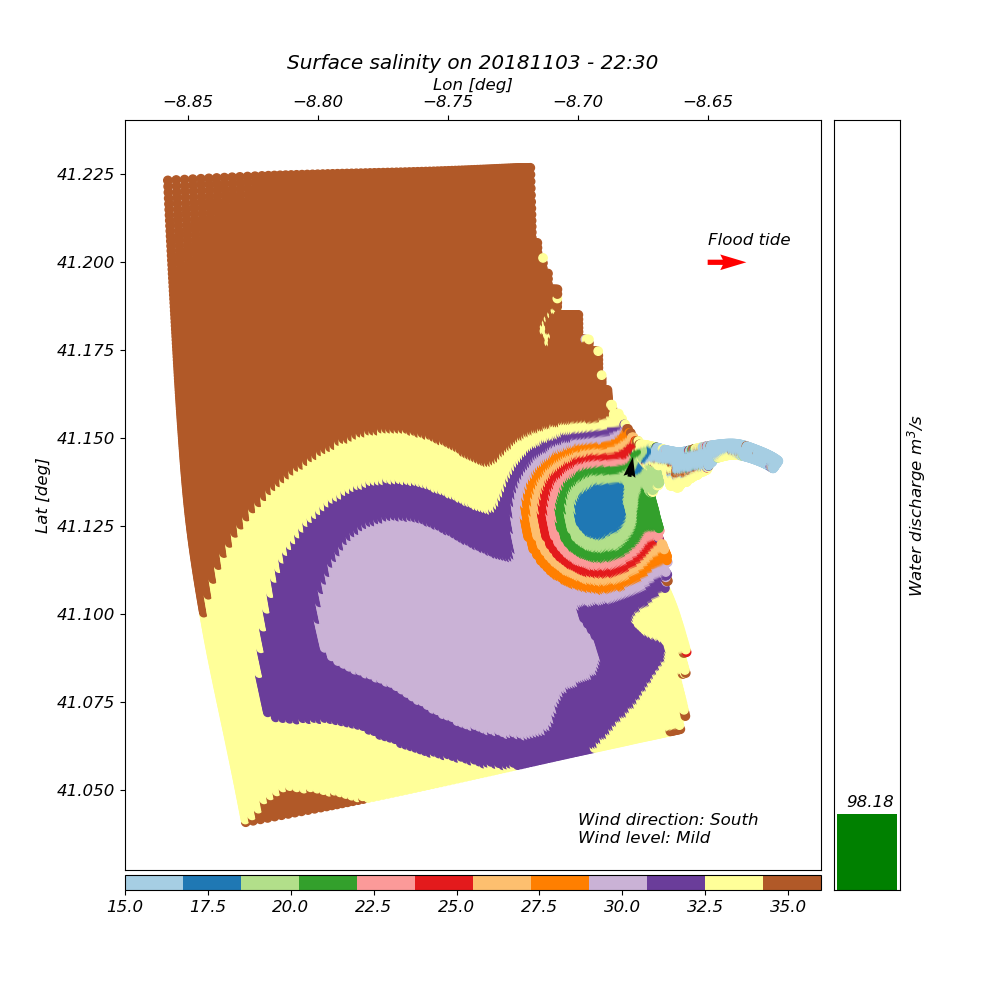 Surface salinity on 20181103 - 22:30
Lon [deg]
−8.85 −8.80 −8.75 −8.70 −8.65
41.225
41.200
41.175
41.150
41.125
41.100
41.075
41.050
Lat [deg]
Flood tide
Wind direction: South
Wind level: Mild
98.18
Water discharge m³/s
15.0 17.5 20.0 22.5 25.0 27.5 30.0 32.5 35.0